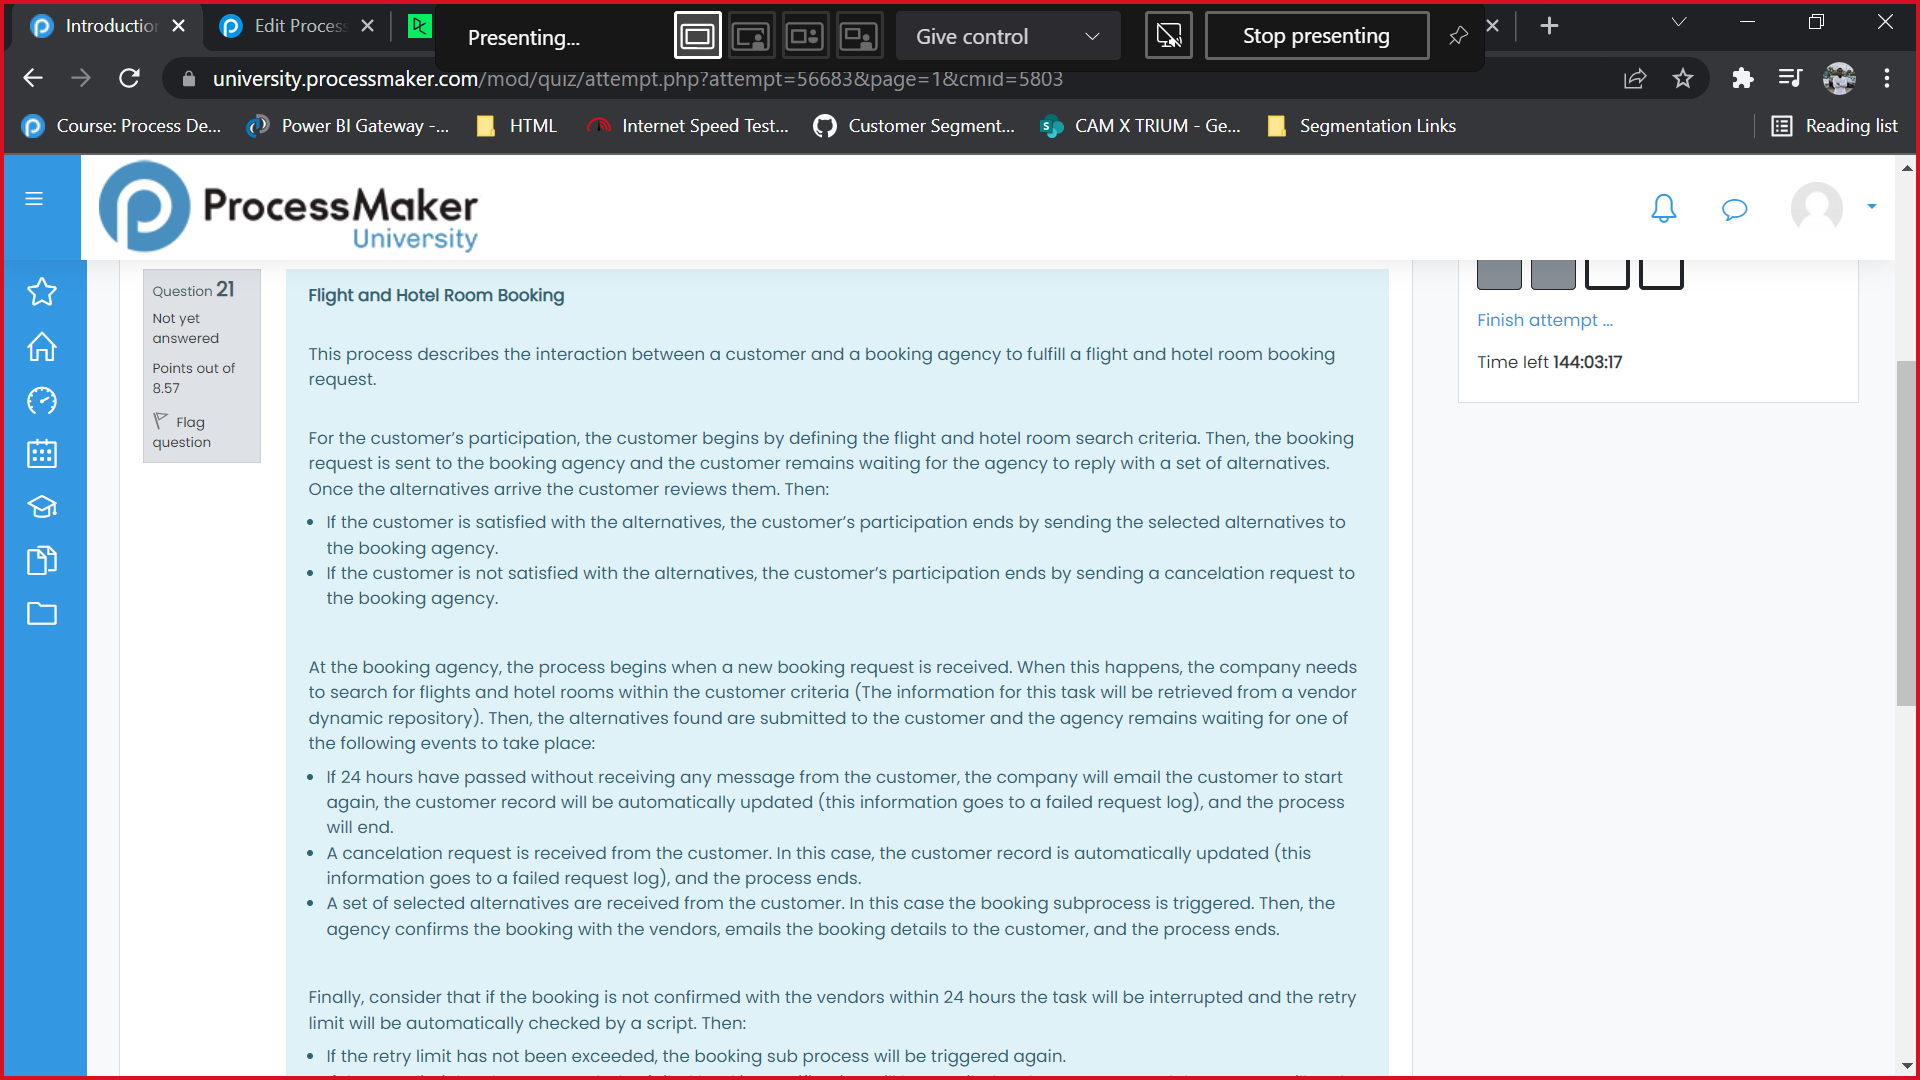 Introduction
Edit Process
Presenting...
Give control
Stop presenting
university.processmaker.com/mod/quiz/attempt.php?attempt=56683&page=1&cmid=5803
Course: Process De...
Power BI Gateway -...
HTML
Internet Speed Test...
Customer Segment...
CAM X TRIUM - Ge...
Segmentation Links
Reading list
ProcessMaker
University
Question 21
Not yet
answered
Points out of
8.57
Flag
question
Flight and Hotel Room Booking
This process describes the interaction between a customer and a booking agency to fulfill a flight and hotel room booking
request.
For the customer's participation, the customer begins by defining the flight and hotel room search criteria. Then, the booking
request is sent to the booking agency and the customer remains waiting for the agency to reply with a set of alternatives.
Once the alternatives arrive the customer reviews them. Then:
• If the customer is satisfied with the alternatives, the customer's participation ends by sending the selected alternatives to
the booking agency.
• If the customer is not satisfied with the alternatives, the customer's participation ends by sending a cancelation request to
the booking agency.
At the booking agency, the process begins when a new booking request is received. When this happens, the company needs
to search for flights and hotel rooms within the customer criteria (The information for this task will be retrieved from a vendor
dynamic repository). Then, the alternatives found are submitted to the customer and the agency remains waiting for one of
the following events to take place:
• If 24 hours have passed without receiving any message from the customer, the company will email the customer to start
again, the customer record will be automatically updated (this information goes to a failed request log), and the process
will end.
• A cancelation request is received from the customer. In this case, the customer record is automatically updated (this
information goes to a failed request log), and the process ends.
• A set of selected alternatives are received from the customer. In this case the booking subprocess is triggered. Then, the
agency confirms the booking with the vendors, emails the booking details to the customer, and the process ends.
Finally, consider that if the booking is not confirmed with the vendors within 24 hours the task will be interrupted and the retry
limit will be automatically checked by a script. Then:
• If the retry limit has not been exceeded, the booking sub process will be triggered again.
Finish attempt ...
Time left 144:03:17